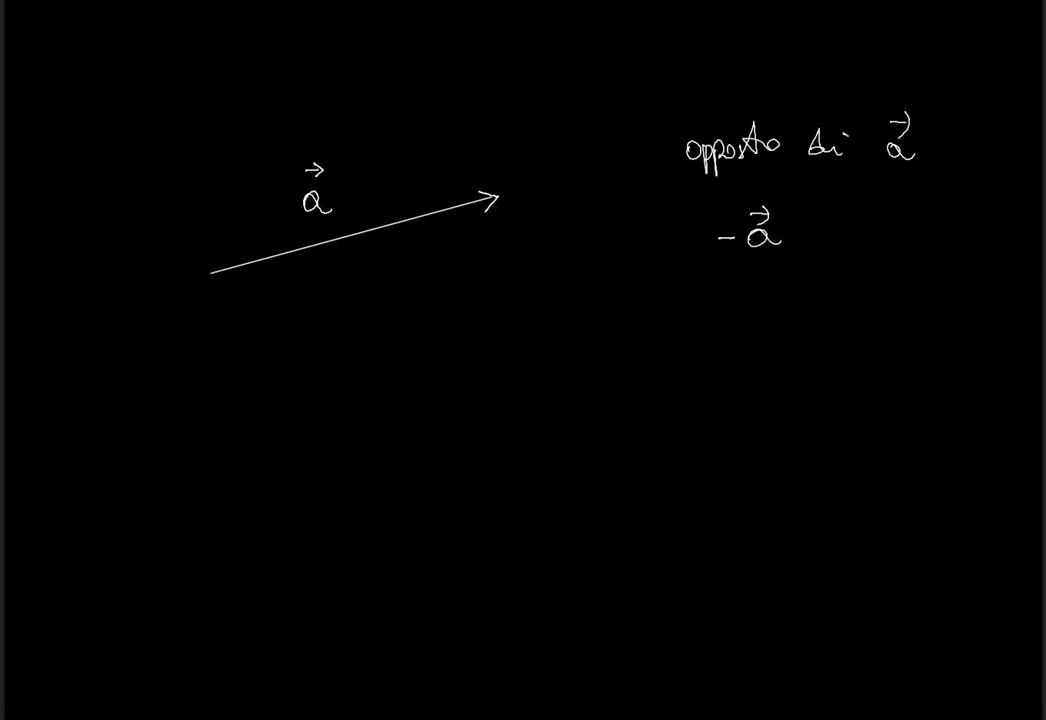 a⃗
opposto di a⃗
-a⃗